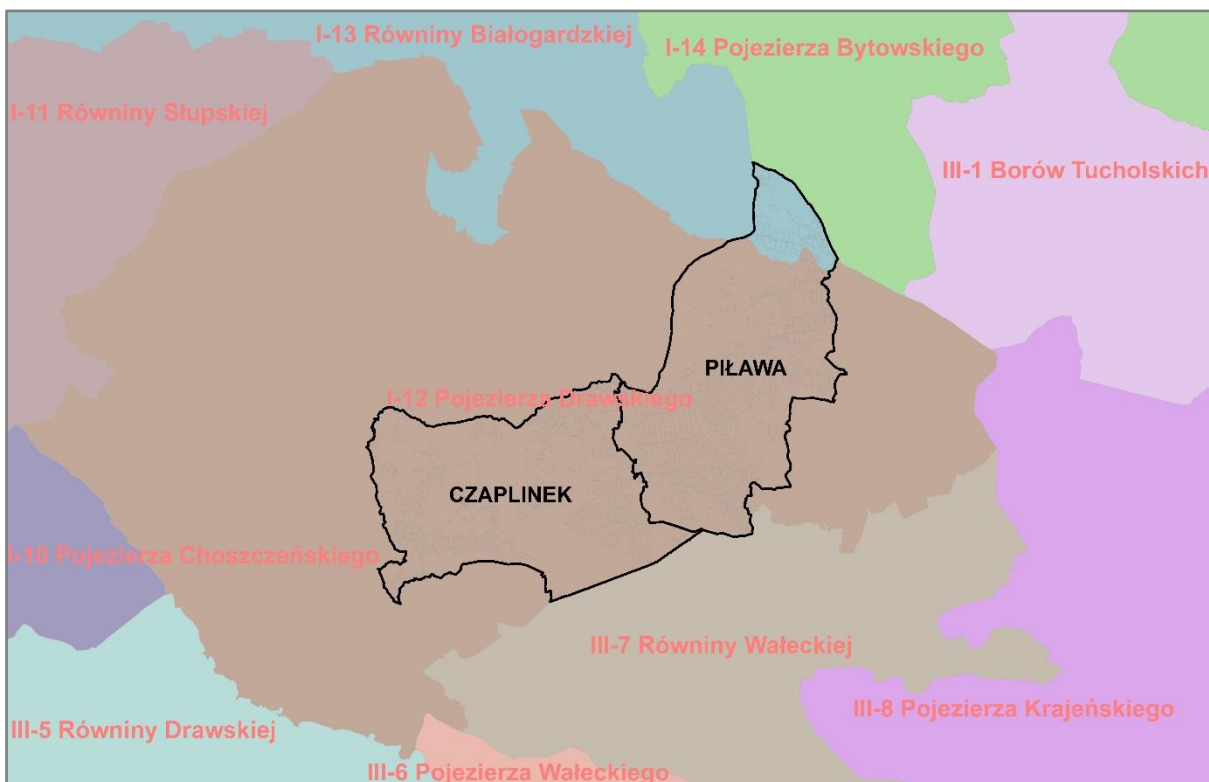 I-13 Równiny Białogardzkiej
I-14 Pojezierza Bytowskiego
I-11 Równiny Słupskiej
III-1 Borów Tucholskich
PIŁAWA
I-12 Pojezierza Drawskiego
CZAPLINEK
I-10 Pojezierza Choszczeńskiego
III-7 Równiny Wałeckiej
III-8 Pojezierza Krajeńskiego
III-5 Równiny Drawskiej
III-6 Pojezierza Wałeckiego